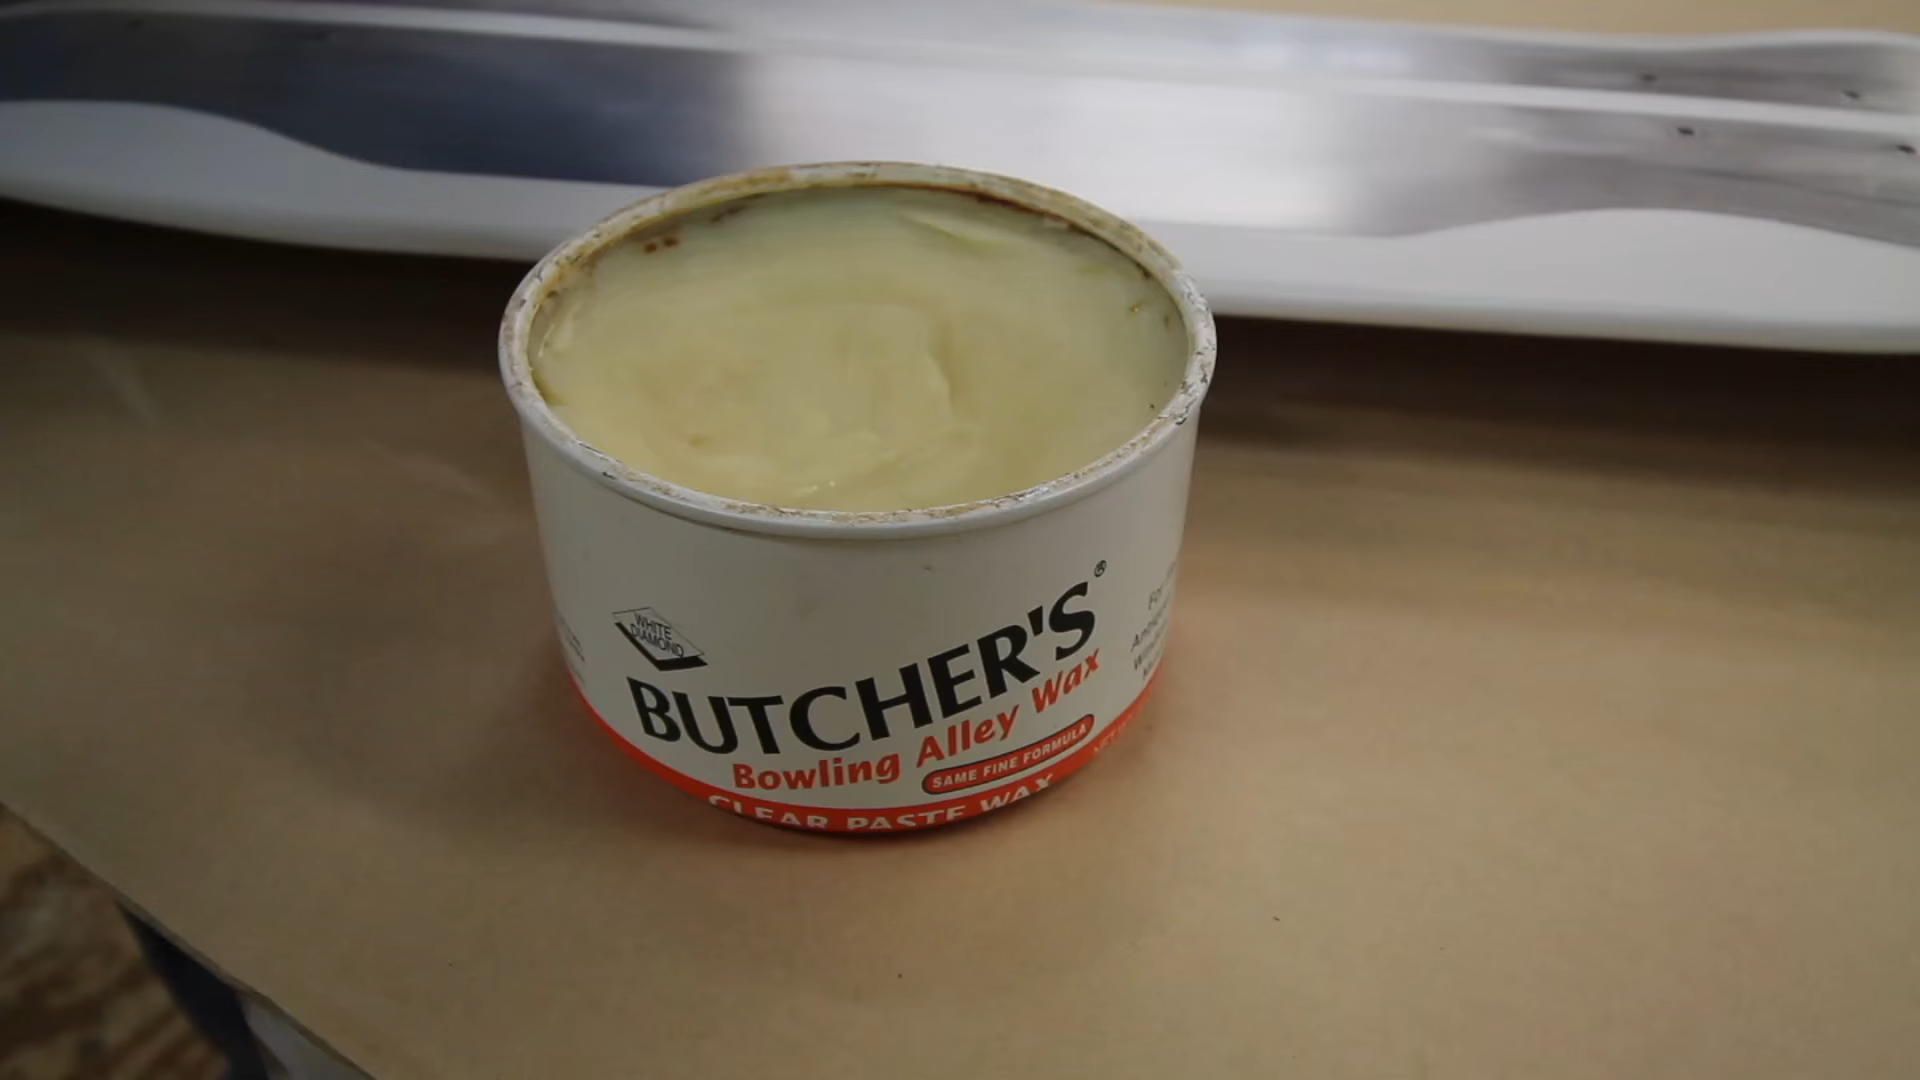 WHITE
DIAMOND
BUTCHER'S®
Bowling Alley Wax
SAME FINE FORMULA
CLEAR PASTE WAX